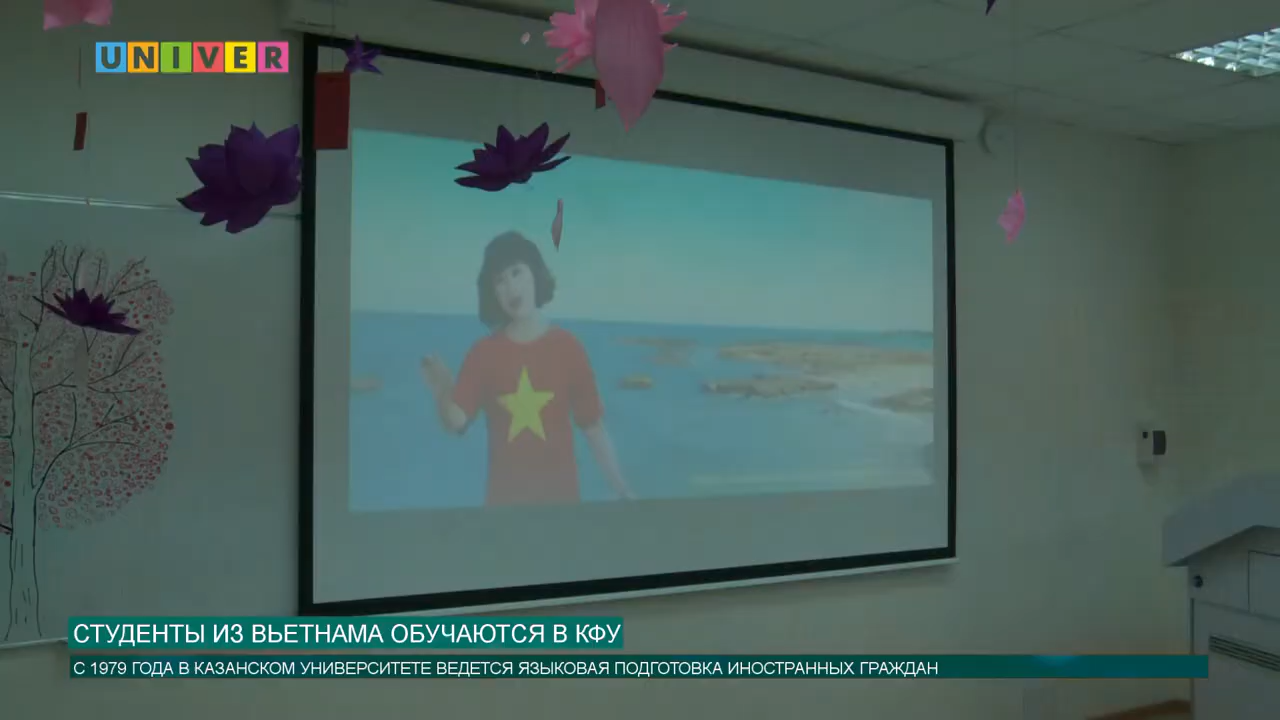 UNIVER
СТУДЕНТЫ ИЗ ВЬЕТНАМА ОБУЧАЮТСЯ В КФУ
С 1979 ГОДА В КАЗАНСКОМ УНИВЕРСИТЕТЕ ВЕДЕТСЯ ЯЗЫКОВАЯ ПОДГОТОВКА ИНОСТРАННЫХ ГРАЖДАН